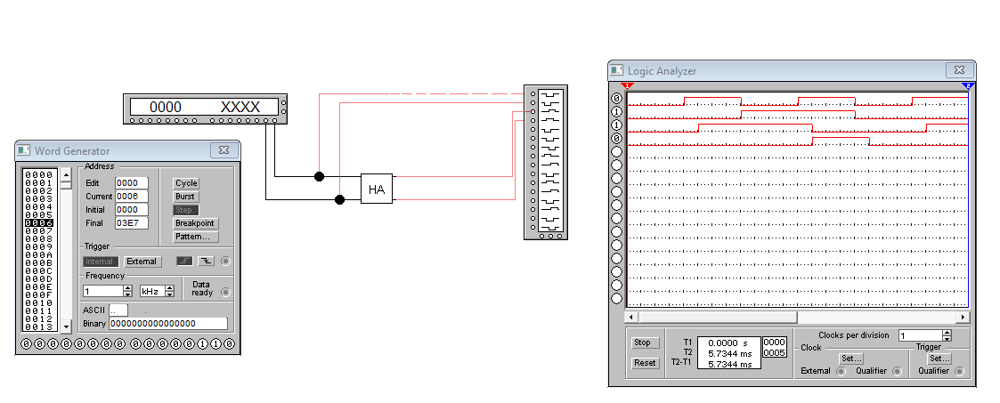 0000 XXXX
Word Generator
0000
0001
0002
0003
0004
0005
0006
0007
0008
0009
000A
000B
000C
000D
000E
000F
0010
0011
0012
0013
Address
Edit 0000
Current 0006
Initial 0000
Final 03E7
Cycle
Burst
Step
Breakpoint
Pattern...
Trigger
Internal External
Frequency
1 kHz
Data
ready
ASCII ..
Binary 0000000000000000
0 0 0 0 0 0 0 0 0 0 0 0 0 1 1 0
HA
Logic Analyzer
1 2
0
1
1
0
Stop
Reset
T1 0.0000 s 0000
T2 5.7344 ms 0005
T2-T1 5.7344 ms
Clocks per division 1
Clock
Set...
External Qualifier
Trigger
Set...
Qualifier